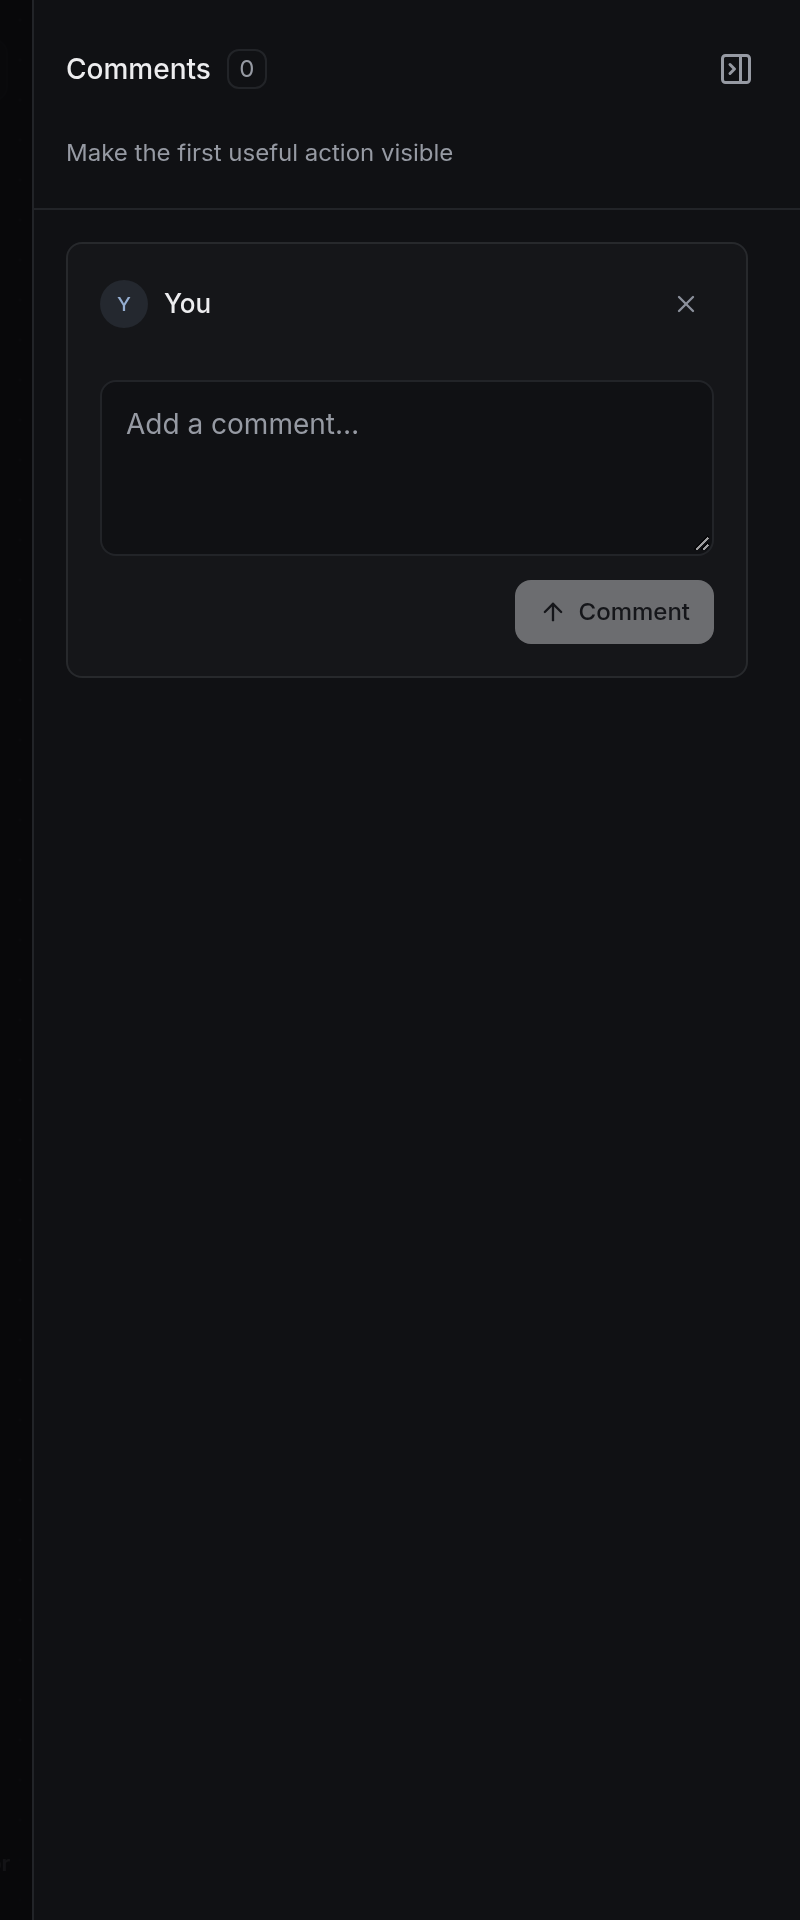 Comments 0
Make the first useful action visible
Y You
Add a comment...
Comment